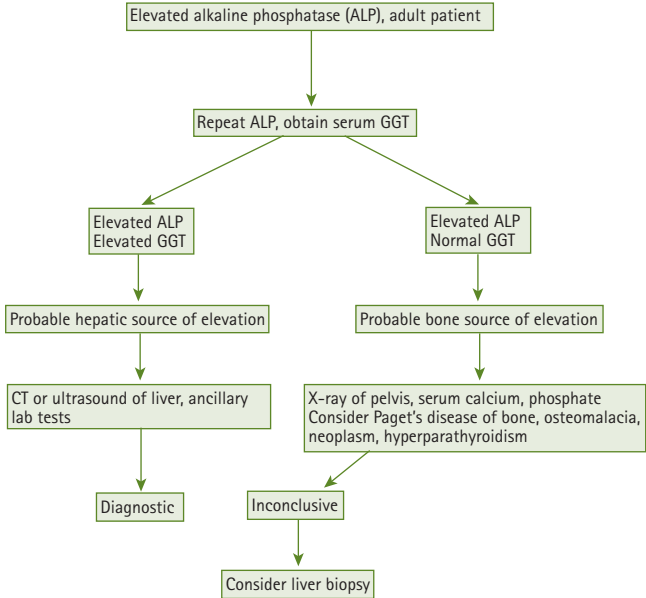 Elevated alkaline phosphatase (ALP), adult patient
Repeat ALP, obtain serum GGT
Elevated ALP
Elevated GGT
Elevated ALP
Normal GGT
Probable hepatic source of elevation
Probable bone source of elevation
CT or ultrasound of liver, ancillary
lab tests
X-ray of pelvis, serum calcium, phosphate
Consider Paget's disease of bone, osteomalacia,
neoplasm, hyperparathyroidism
Diagnostic
Inconclusive
Consider liver biopsy